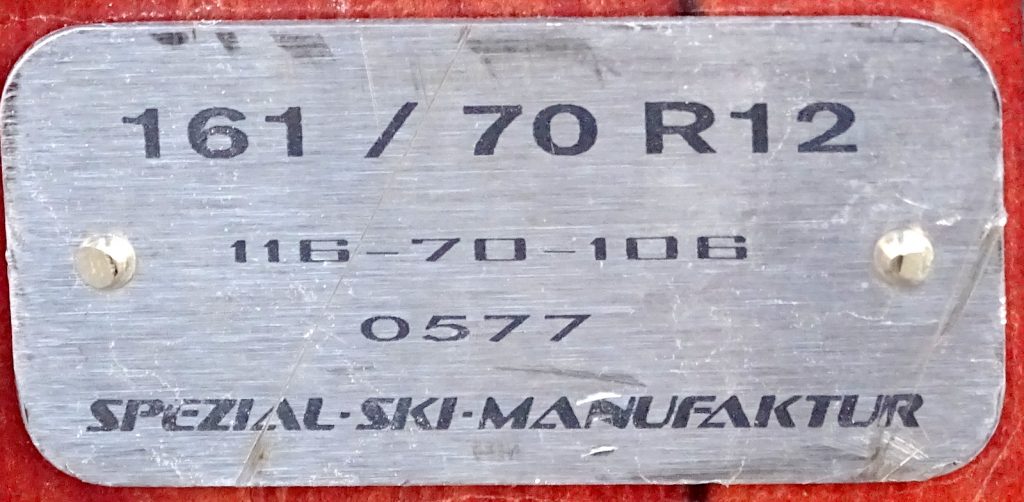 161 / 70 R12
116-70-106
0577
SPEZIAL-SKI-MANUFAKTUR